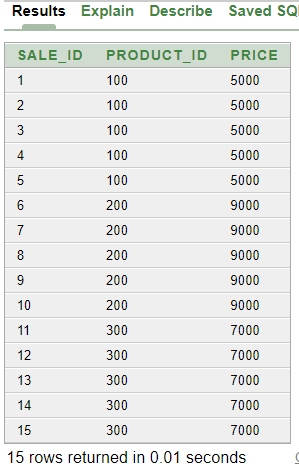 Results Explain Describe Saved SQ
SALE_ID PRODUCT_ID PRICE
1 100 5000
2 100 5000
3 100 5000
4 100 5000
5 100 5000
6 200 9000
7 200 9000
8 200 9000
9 200 9000
10 200 9000
11 300 7000
12 300 7000
13 300 7000
14 300 7000
15 300 7000
15 rows returned in 0.01 seconds